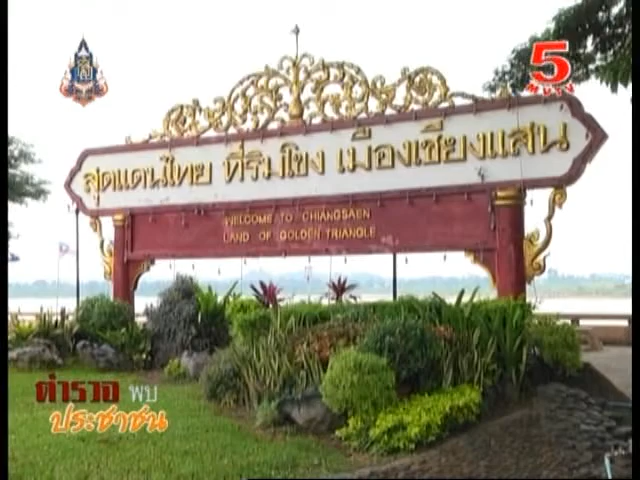 5
สุดแดนไทย ที่ริมโขง เมืองเชียงแสน
WELCOME TO CHIANGSAEN
LAND OF GOLDEN TRIANGLE
ตำรวจ พบ
ประชาชน